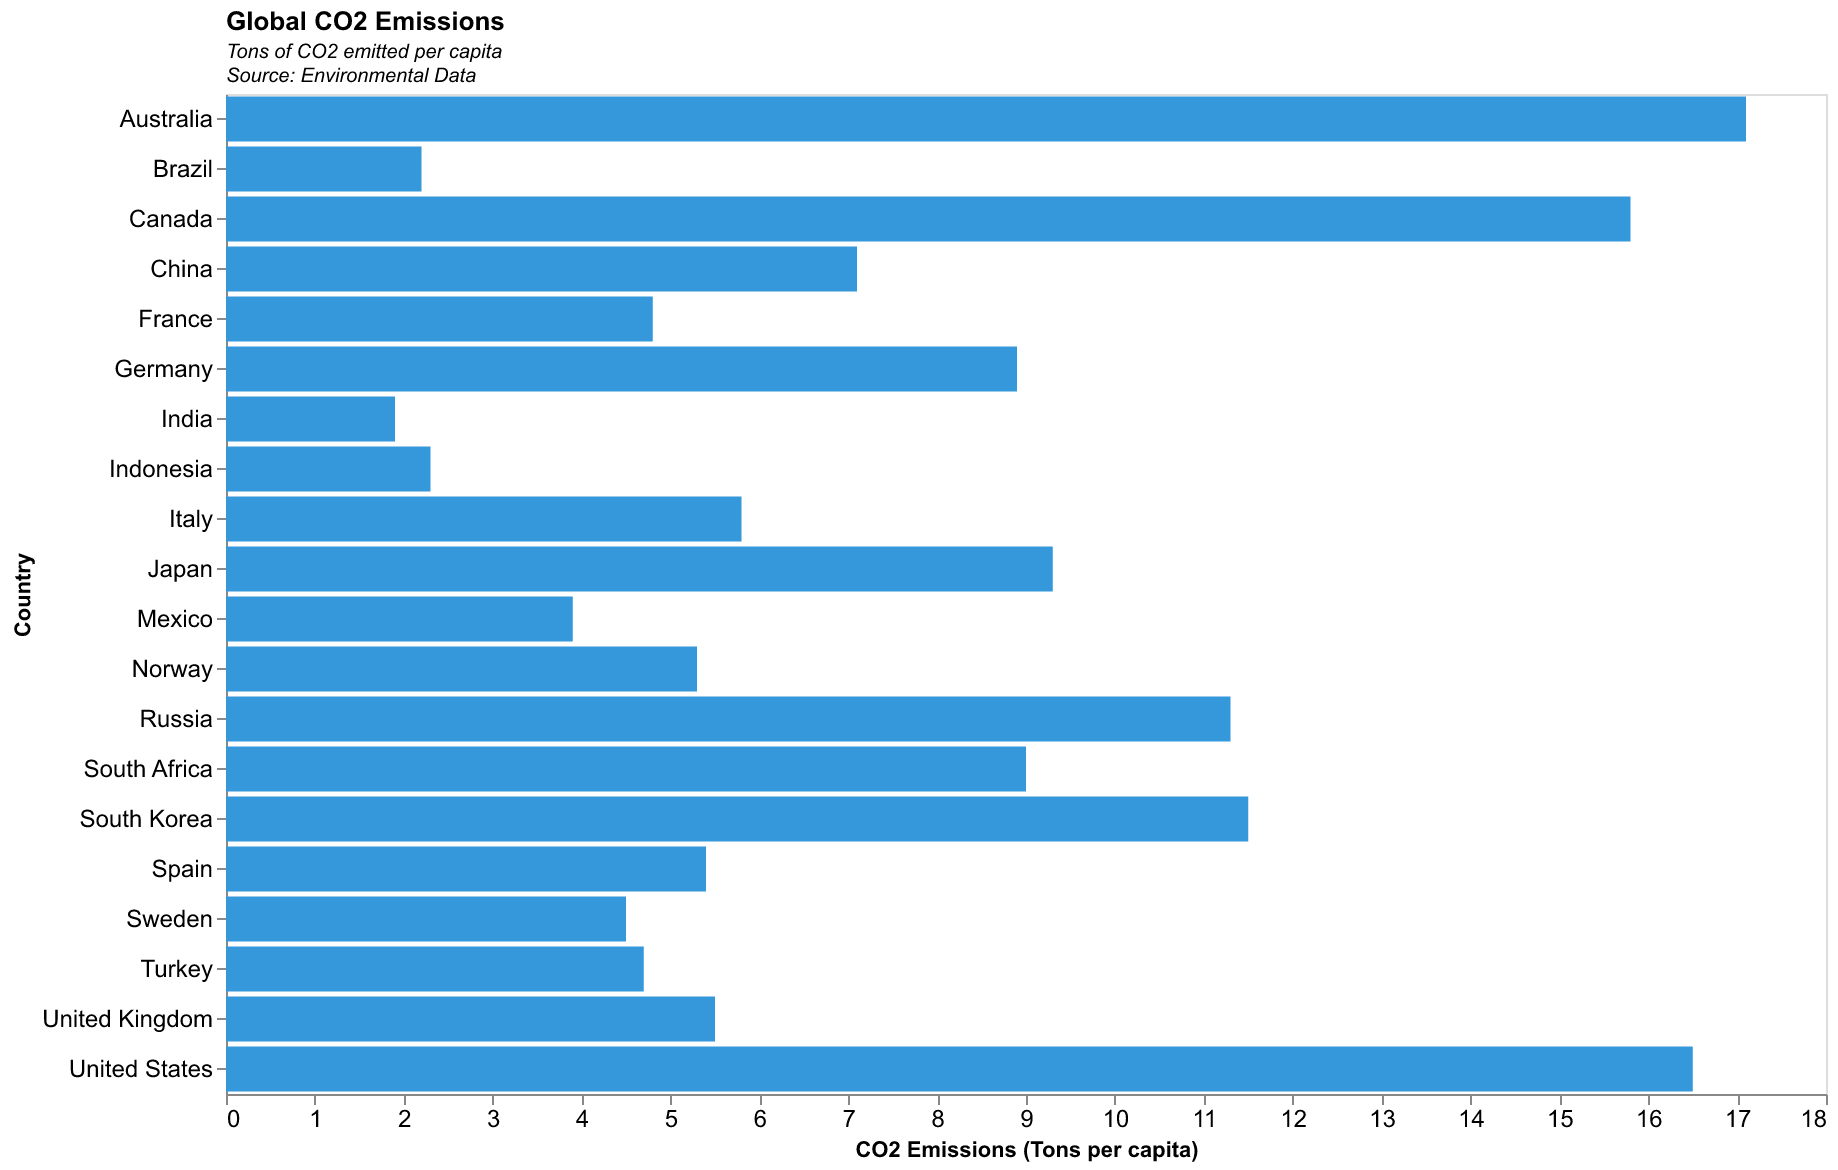 Global CO2 Emissions
Tons of CO2 emitted per capita
Source: Environmental Data
Country
Australia
Brazil
Canada
China
France
Germany
India
Indonesia
Italy
Japan
Mexico
Norway
Russia
South Africa
South Korea
Spain
Sweden
Turkey
United Kingdom
United States
0 1 2 3 4 5 6 7 8 9 10 11 12 13 14 15 16 17 18
CO2 Emissions (Tons per capita)